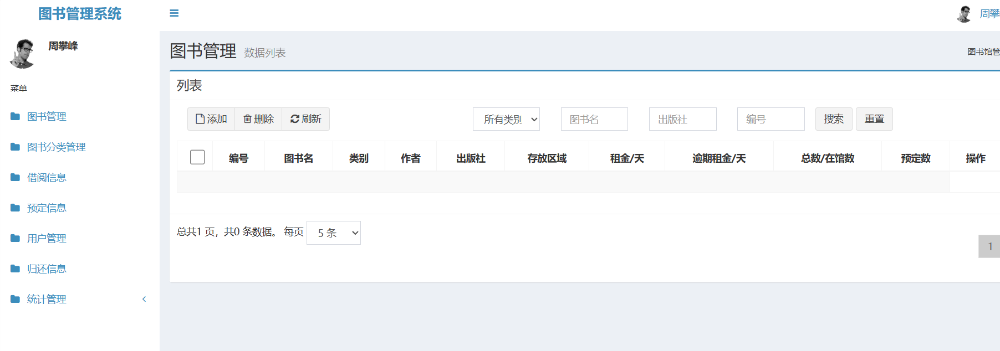 图书管理系统
周攀
周攀峰
菜单
图书管理
图书分类管理
借阅信息
预定信息
用户管理
归还信息
统计管理
图书管理 数据列表
图书馆管
列表
添加 删除 刷新 所有类别 图书名 出版社 编号 搜索 重置
编号 图书名 类别 作者 出版社 存放区域 租金/天 逾期租金/天 总数/在馆数 预定数 操作
总共1 页，共0 条数据。 每页 5 条
1